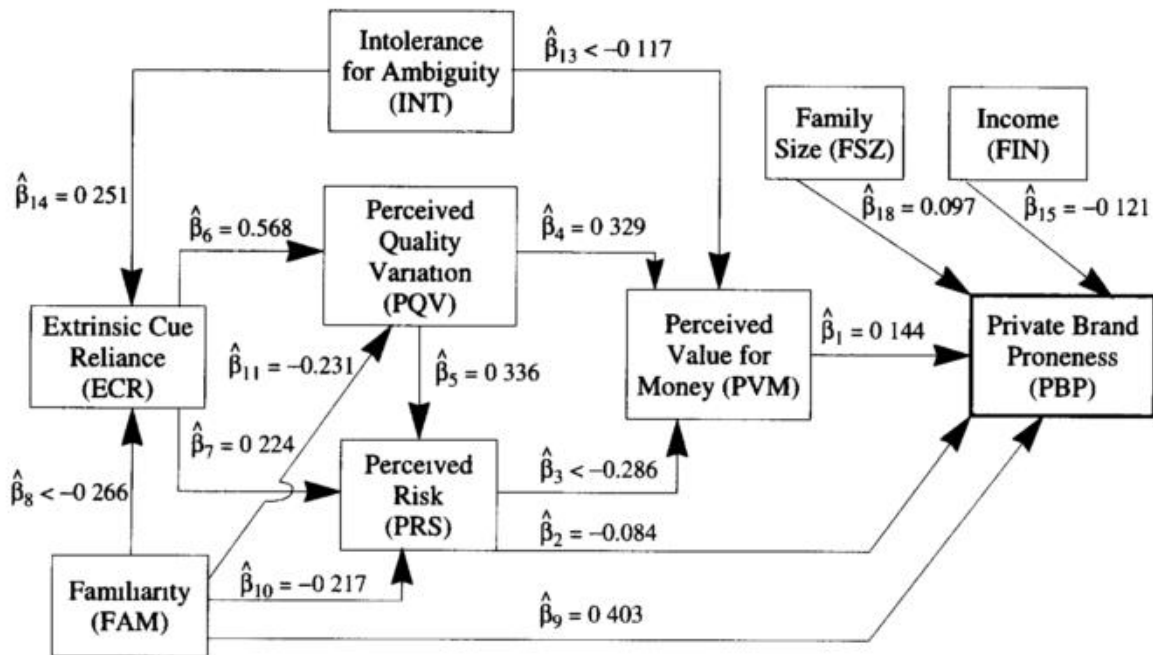 Intolerance
for Ambiguity
(INT)
β̂13 < −0 117
Family
Size (FSZ)
Income
(FIN)
β̂14 = 0 251
β̂6 = 0.568
Perceived
Quality
Variation
(PQV)
β̂4 = 0 329
β̂18 = 0.097
β̂15 = −0 121
Extrinsic Cue
Reliance
(ECR)
β̂11 = −0.231
β̂5 = 0 336
Perceived
Value for
Money (PVM)
β̂1 = 0 144
Private Brand
Proneness
(PBP)
β̂7 = 0 224
β̂8 < −0 266
Perceived
Risk
(PRS)
β̂3 < −0.286
β̂2 = −0.084
Familiarity
(FAM)
β̂10 = −0 217
β̂9 = 0 403